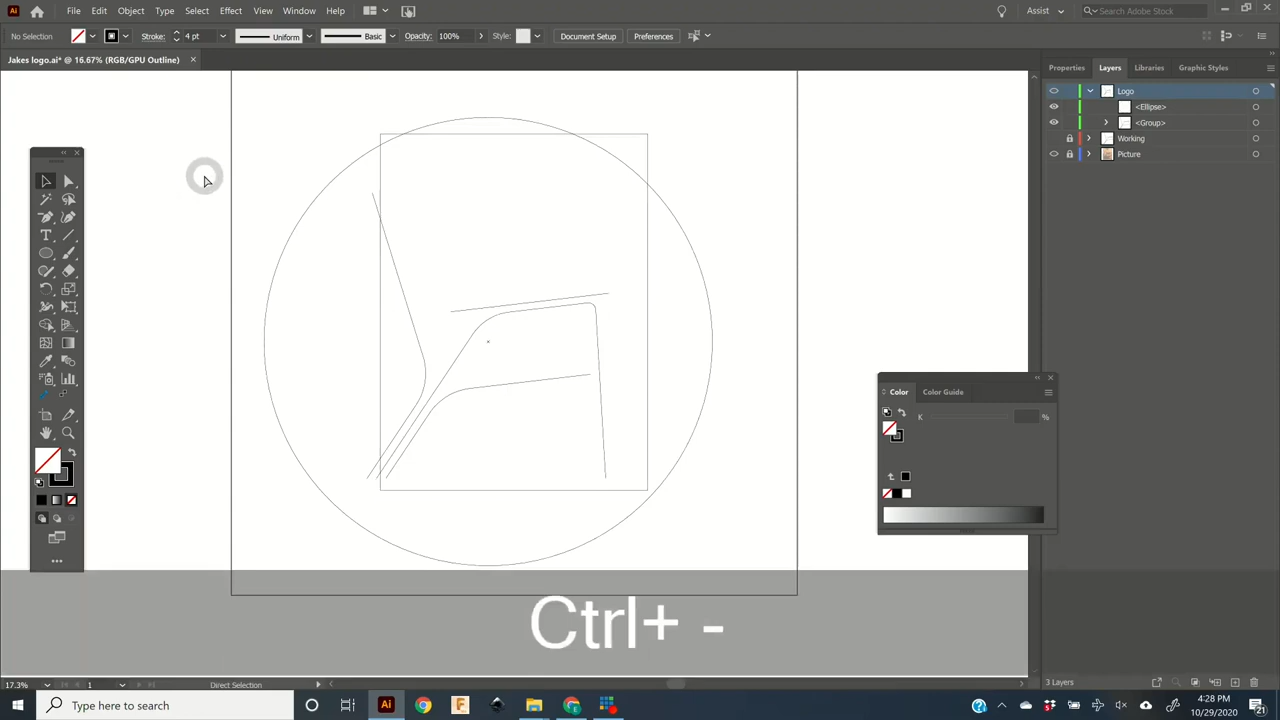 Ai File Edit Object Type Select Effect View Window Help Assist Search Adobe Stock
No Selection Stroke: 4 pt Uniform Basic Opacity: 100% Style: Document Setup Preferences
Jakes logo.ai* @ 16.67% (RGB/GPU Outline)
Properties Layers Libraries Graphic Styles
Logo
<Ellipse>
<Group>
Working
Picture
Color Color Guide
K %
Ctrl+ -
17.3% 1 Direct Selection 3 Layers
Type here to search
4:28 PM
10/29/2020
21